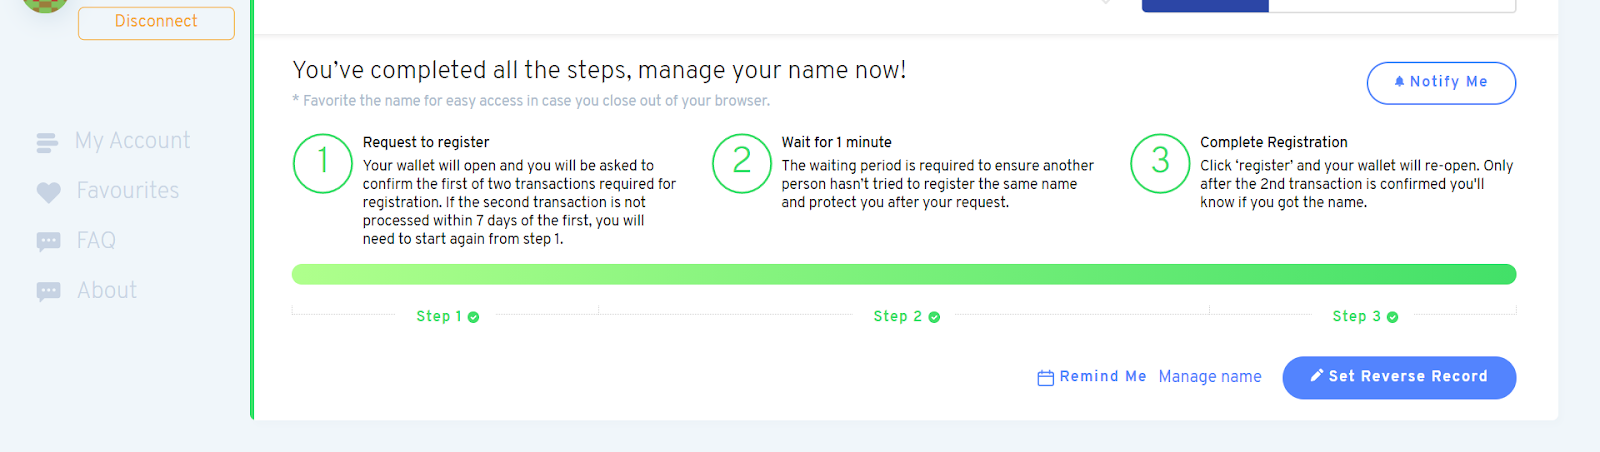 Disconnect
You've completed all the steps, manage your name now!
* Favorite the name for easy access in case you close out of your browser.
Notify Me
My Account
Favourites
FAQ
About
1
Request to register
Your wallet will open and you will be asked to
confirm the first of two transactions required for
registration. If the second transaction is not
processed within 7 days of the first, you will
need to start again from step 1.
2
Wait for 1 minute
The waiting period is required to ensure another
person hasn't tried to register the same name
and protect you after your request.
3
Complete Registration
Click ‘register’ and your wallet will re-open. Only
after the 2nd transaction is confirmed you'll
know if you got the name.
Step 1
Step 2
Step 3
Remind Me
Manage name
Set Reverse Record